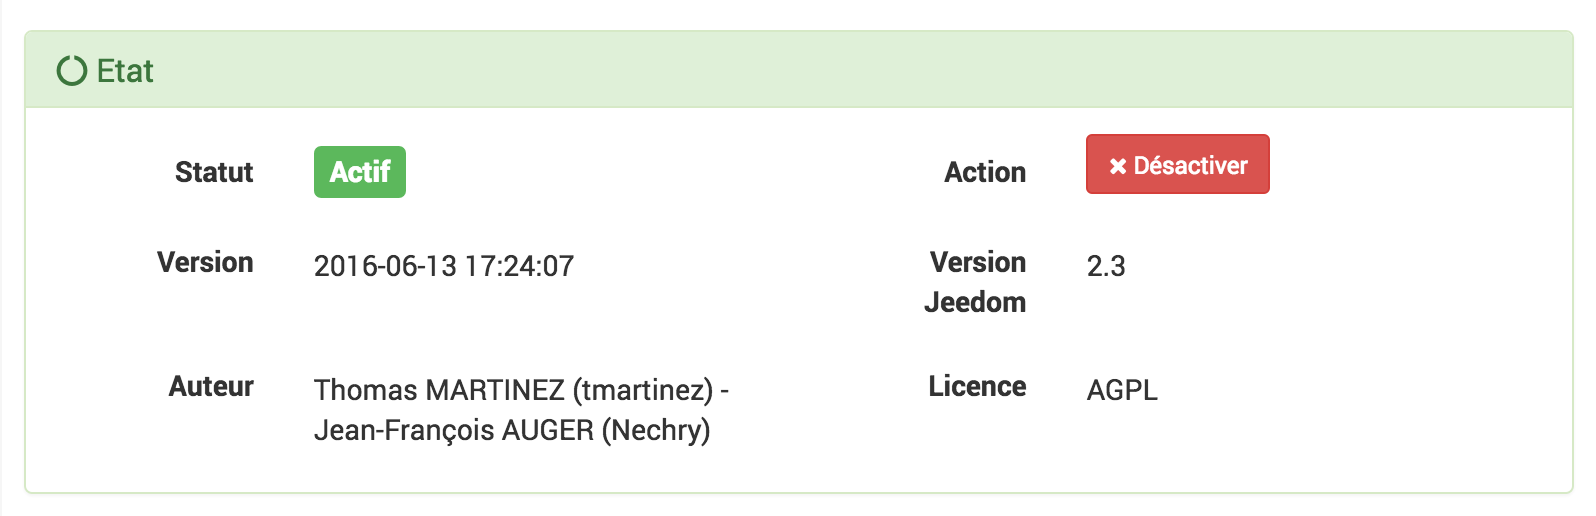 Etat
Statut Actif Action Désactiver
Version 2016-06-13 17:24:07 Version 2.3
Jeedom
Auteur Thomas MARTINEZ (tmartinez) - Licence AGPL
Jean-François AUGER (Nechry)